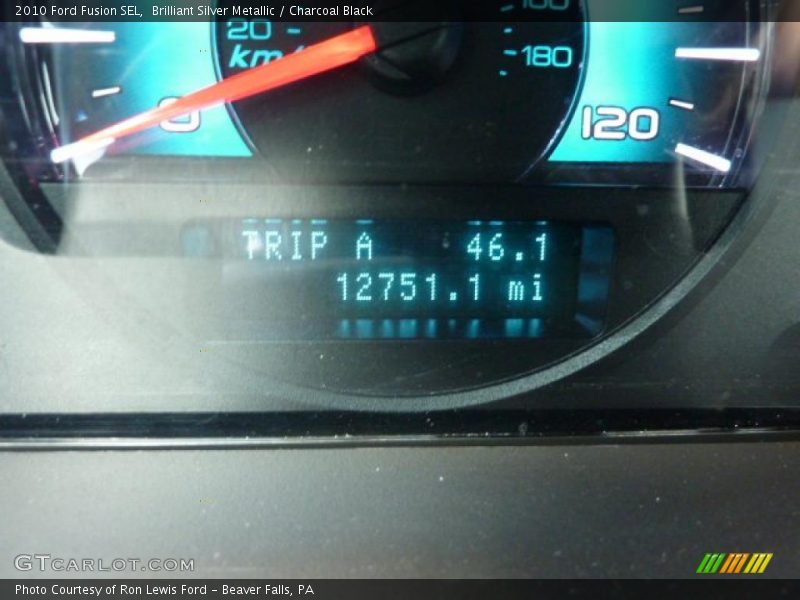 2010 Ford Fusion SEL,  Brilliant Silver Metallic / Charcoal Black
20
km/
180
0
120
TRIP A 46.1
12751.1 mi
GTCARLOT.COM
Photo Courtesy of Ron Lewis Ford - Beaver Falls, PA